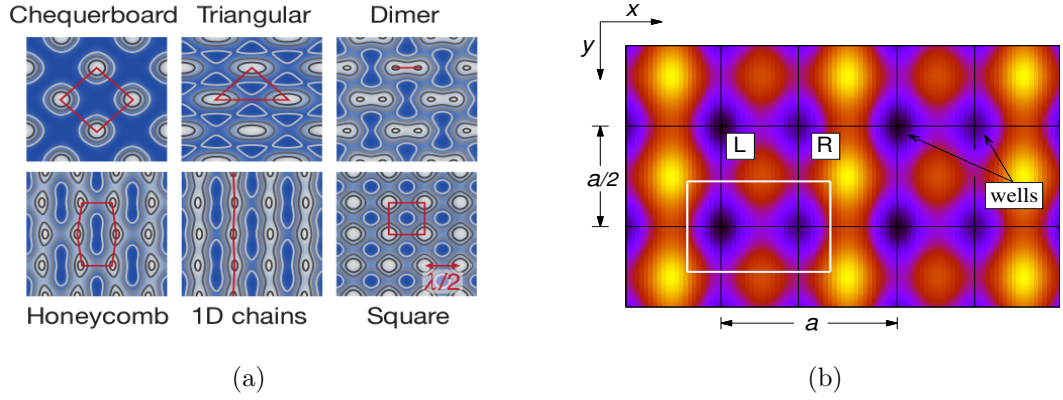 Chequerboard Triangular Dimer
λ/2
Honeycomb 1D chains Square
(a)
x
y
L R
a/2
wells
a
(b)